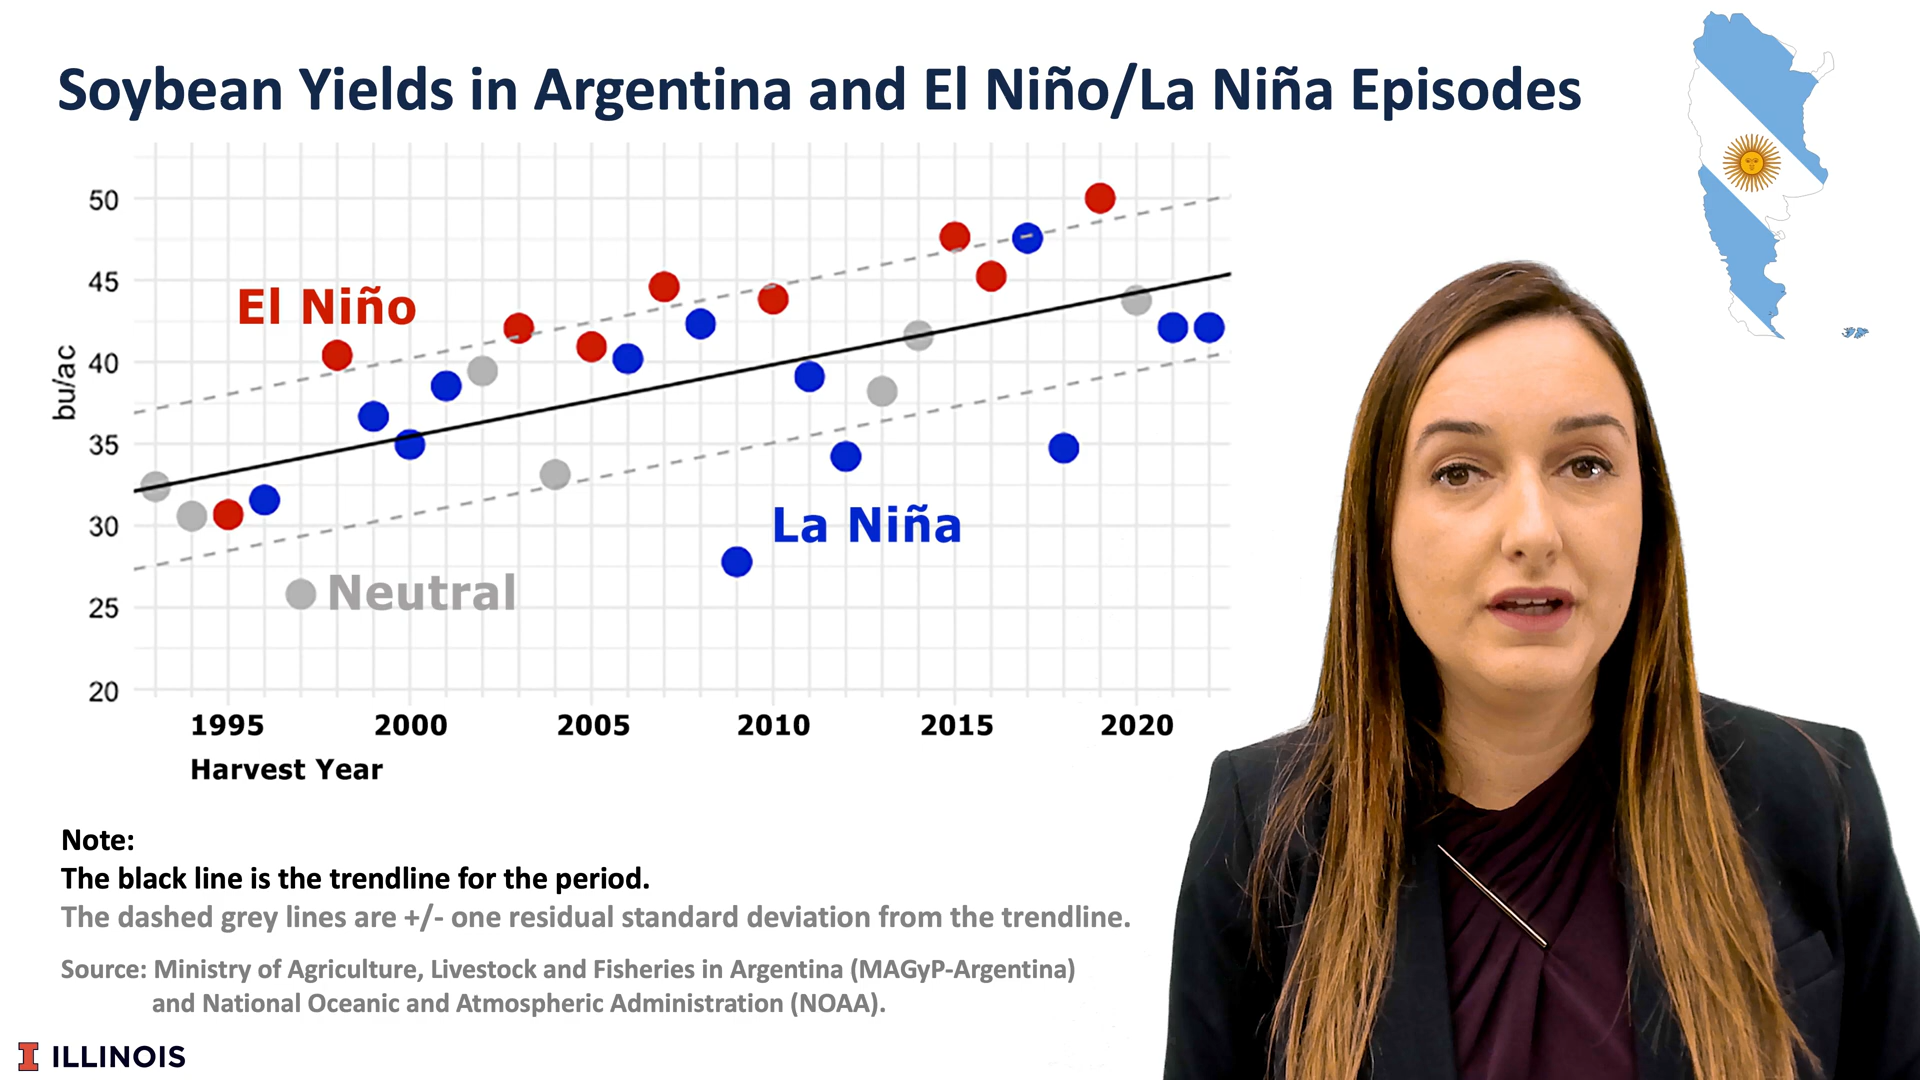 Soybean Yields in Argentina and El Niño/La Niña Episodes
50
45
40
35
30
25
20
bu/ac
El Niño
La Niña
Neutral
1995 2000 2005 2010 2015 2020
Harvest Year
Note:
The black line is the trendline for the period.
The dashed grey lines are +/- one residual standard deviation from the trendline.
Source: Ministry of Agriculture, Livestock and Fisheries in Argentina (MAGyP-Argentina)
and National Oceanic and Atmospheric Administration (NOAA).
I ILLINOIS